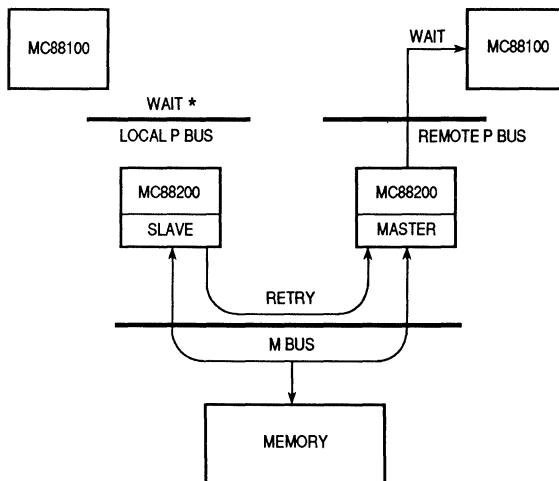 MC88100
WAIT
MC88100
WAIT *
LOCAL P BUS
REMOTE P BUS
MC88200
SLAVE
MC88200
MASTER
RETRY
M BUS
MEMORY